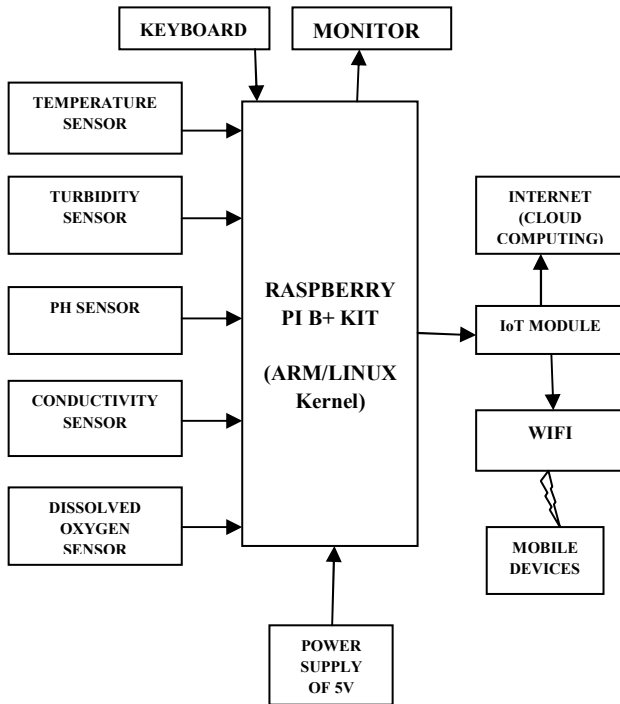 KEYBOARD
MONITOR
TEMPERATURE
SENSOR
TURBIDITY
SENSOR
PH SENSOR
CONDUCTIVITY
SENSOR
DISSOLVED
OXYGEN
SENSOR
RASPBERRY
PI B+ KIT
(ARM/LINUX
Kernel)
INTERNET
(CLOUD
COMPUTING)
IoT MODULE
WIFI
MOBILE
DEVICES
POWER
SUPPLY
OF 5V